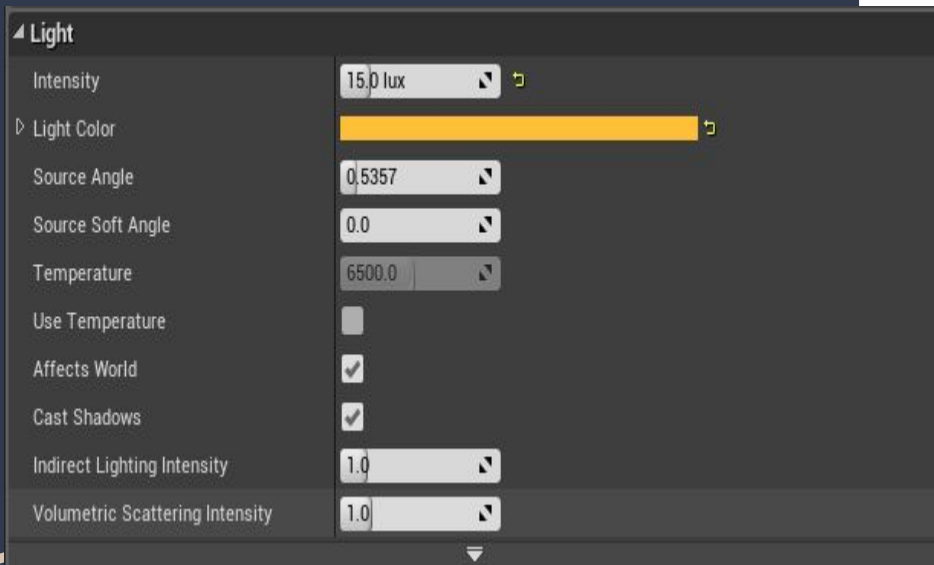 Light
Intensity 15.0 lux
Light Color
Source Angle 0.5357
Source Soft Angle 0.0
Temperature 6500.0
Use Temperature
Affects World
Cast Shadows
Indirect Lighting Intensity 1.0
Volumetric Scattering Intensity 1.0